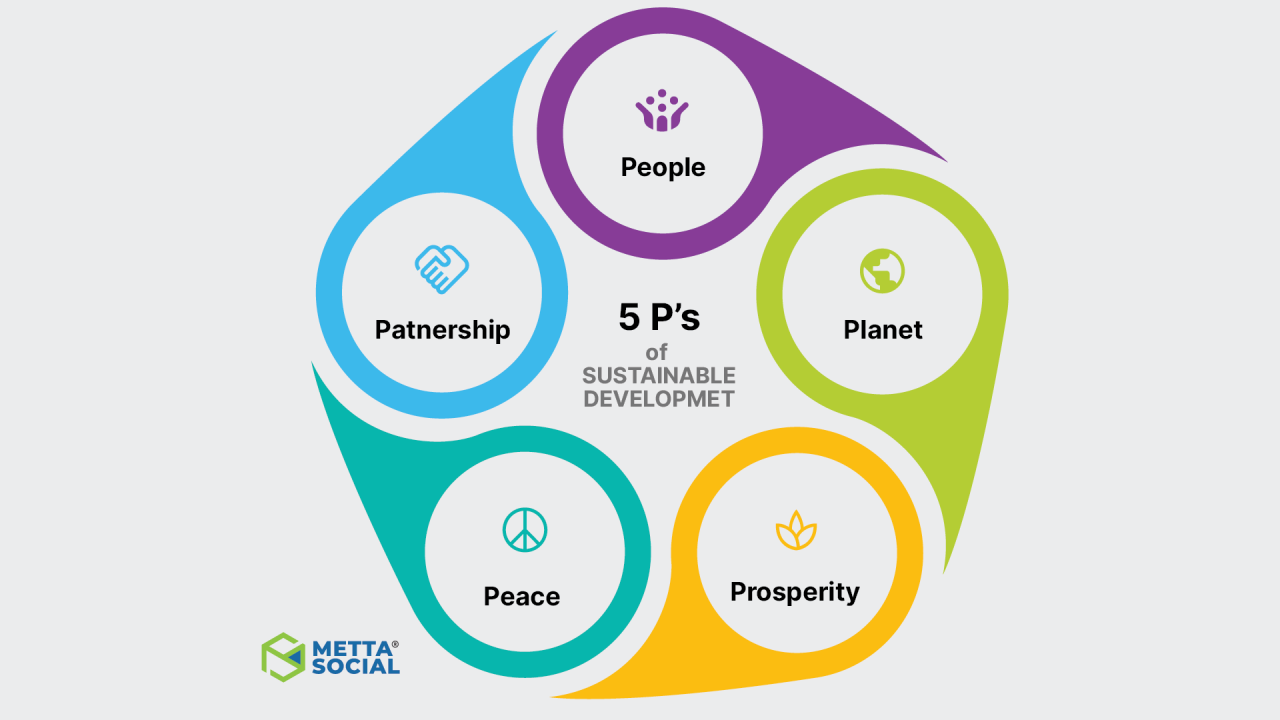 People
Patnership
Planet
5 P’s
of
SUSTAINABLE
DEVELOPMET
Peace
Prosperity
METTA®
SOCIAL